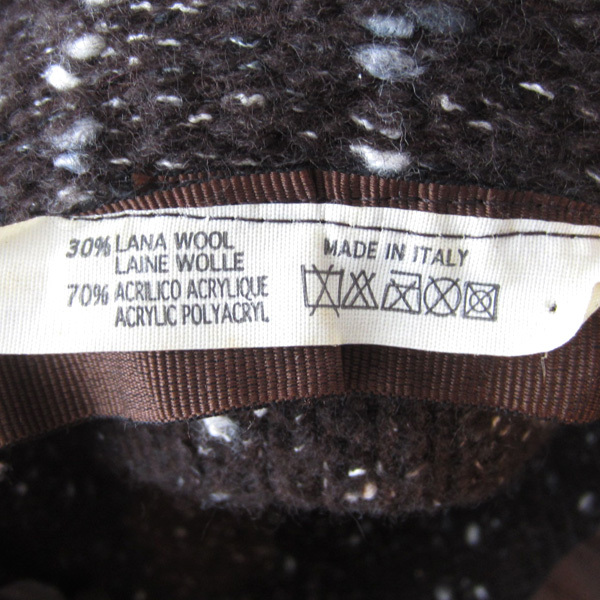 30% LANA WOOL
LAINE WOLLE
70% ACRILICO ACRYLIQUE
ACRYLIC POLYACRYL
MADE IN ITALY